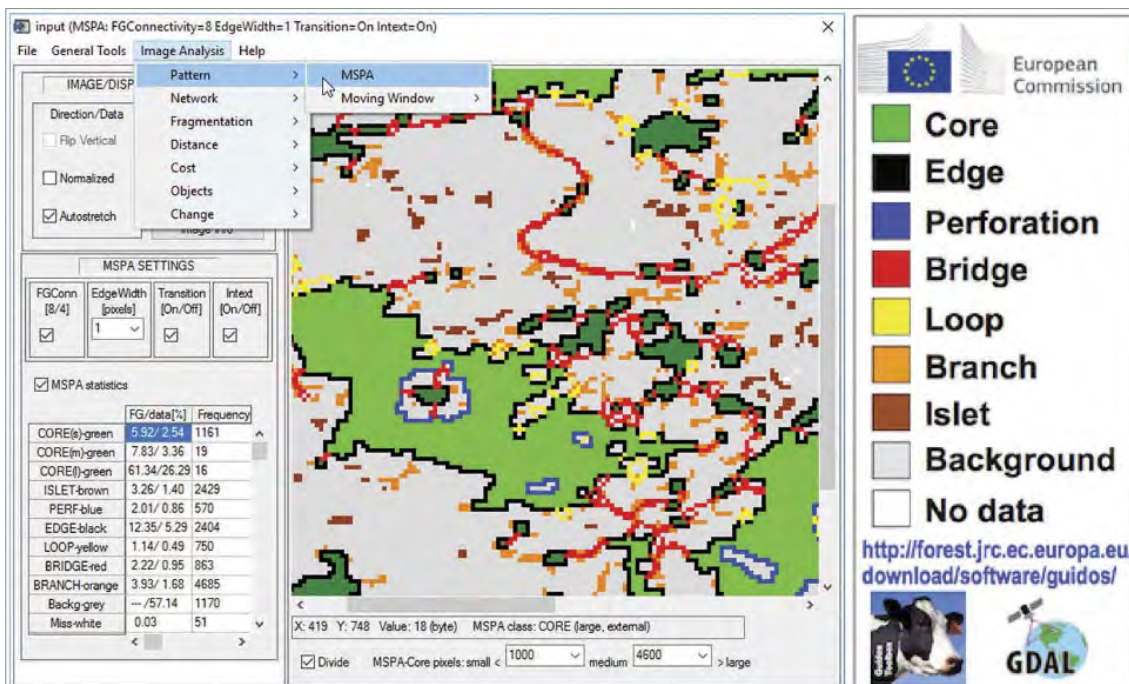 input (MSPA: FGConnectivity=8 EdgeWidth=1 Transition=On Intext=On)
File General Tools Image Analysis Help
IMAGE/DISP
Direction/Data
Flip Vertical
Normalized
Autostretch
Image Info
Pattern
Network
Fragmentation
Distance
Cost
Objects
Change
MSPA
Moving Window
MSPA SETTINGS
FGConn [8/4] EdgeWidth [pixels] Transition [On/Off] Intext [On/Off]
1
MSPA statistics
FG/data[%] Frequency
CORE(s)-green 5.92/ 2.54 1161
CORE(m)-green 7.83/ 3.36 19
CORE(l)-green 61.34/26.29 16
ISLET-brown 3.26/ 1.40 2429
PERF-blue 2.01/ 0.86 570
EDGE-black 12.35/ 5.29 2404
LOOP-yellow 1.14/ 0.49 750
BRIDGE-red 2.22/ 0.95 863
BRANCH-orange 3.93/ 1.68 4685
Backg-grey --- /57.14 1170
Miss-white 0.03 51
X: 419 Y: 748 Value: 18 (byte) MSPA class: CORE (large, external)
Divide MSPA-Core pixels: small < 1000 medium 4600 > large
European
Commission
Core
Edge
Perforation
Bridge
Loop
Branch
Islet
Background
No data
http://forest.jrc.ec.europa.eu/
download/software/guidos/
Guidos
Toolbox
GDAL